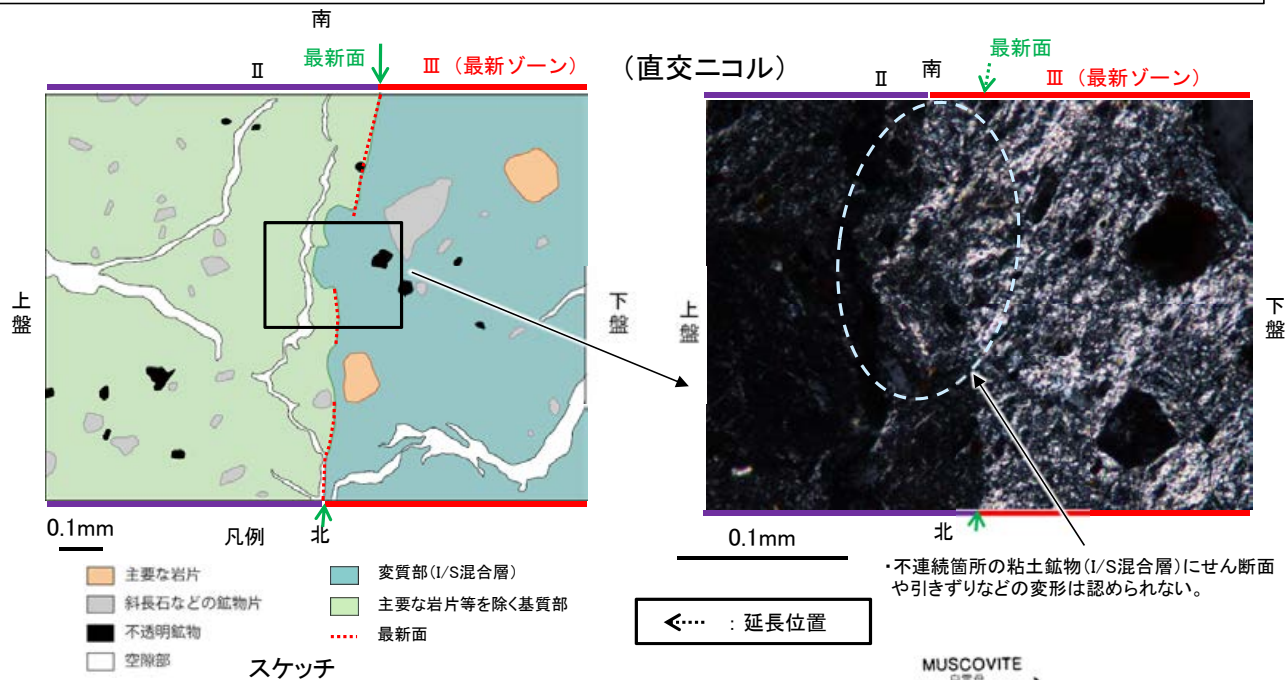 南
Ⅱ
最新面
Ⅲ（最新ゾーン）
上盤
下盤
0.1mm
凡例
北
主要な岩片
斜長石などの鉱物片
不透明鉱物
空隙部
変質部(I/S混合層)
主要な岩片等を除く基質部
最新面
スケッチ
（直交ニコル）
最新面
Ⅱ
南
Ⅲ（最新ゾーン）
上盤
下盤
北
0.1mm
・不連続箇所の粘土鉱物(I/S混合層)にせん断面
や引きずりなどの変形は認められない。
：延長位置
MUSCOVITE
白雲母